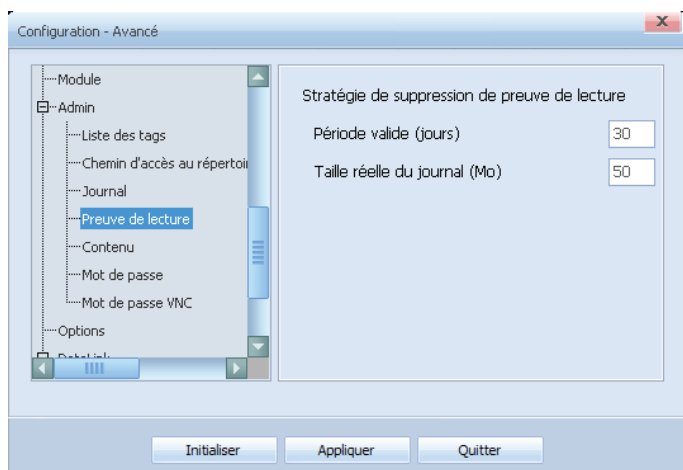 Configuration - Avancé
Module
Admin
Liste des tags
Chemin d'accès au répertoi
Journal
Preuve de lecture
Contenu
Mot de passe
Mot de passe VNC
Options
DataLink
Stratégie de suppression de preuve de lecture
Période valide (jours) 30
Taille réelle du journal (Mo) 50
Initialiser Appliquer Quitter